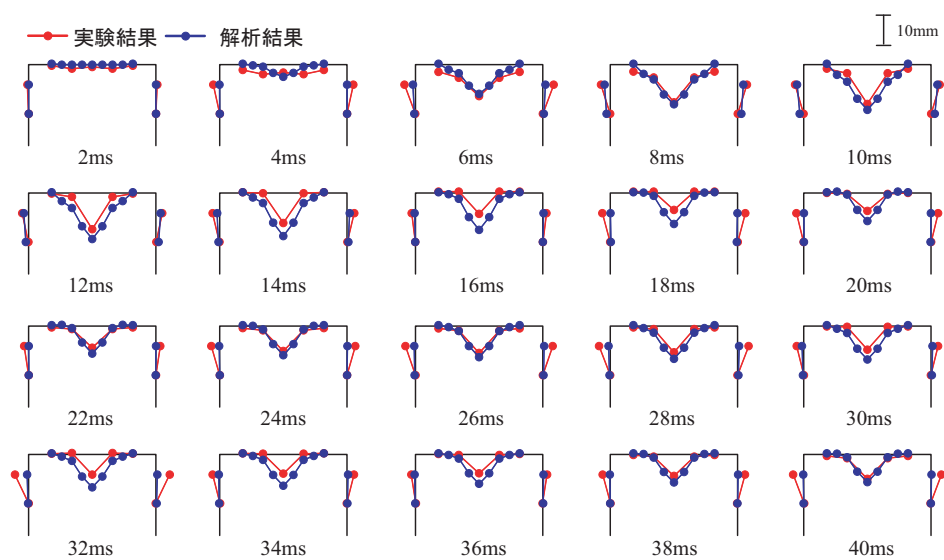 実験結果 解析結果
10mm
2ms 4ms 6ms 8ms 10ms
12ms 14ms 16ms 18ms 20ms
22ms 24ms 26ms 28ms 30ms
32ms 34ms 36ms 38ms 40ms